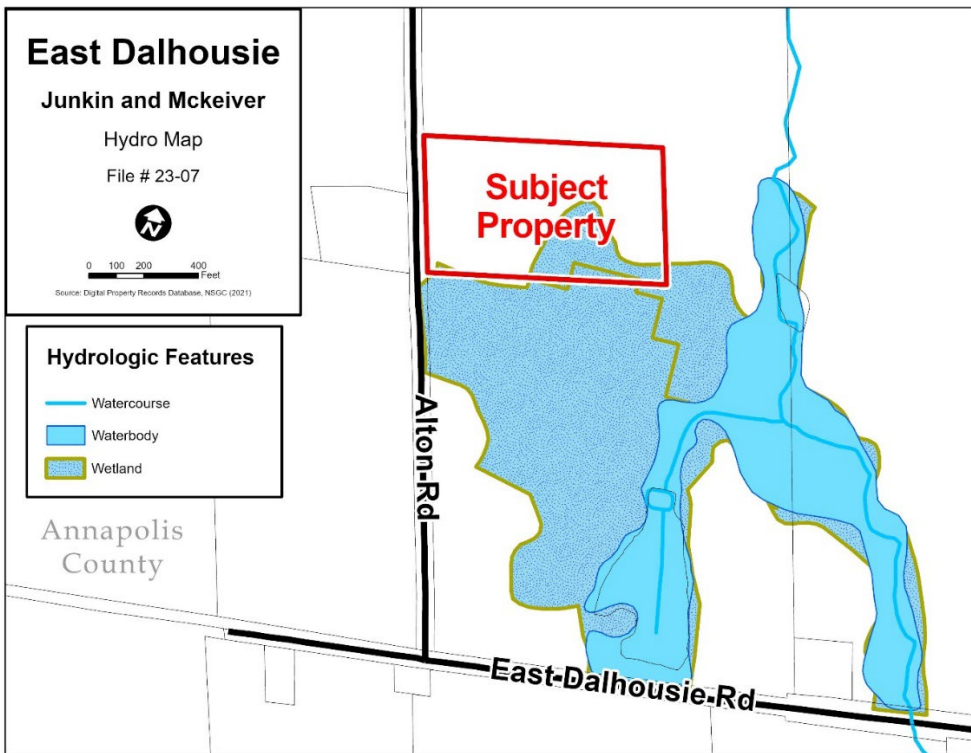 East Dalhousie
Junkin and Mckeiver
Hydro Map
File # 23-07
N
0 100 200 400
Feet
Source: Digital Property Records Database, NSGC (2021)
Hydrologic Features
Watercourse
Waterbody
Wetland
Annapolis
County
Subject
Property
Alton Rd
East Dalhousie Rd